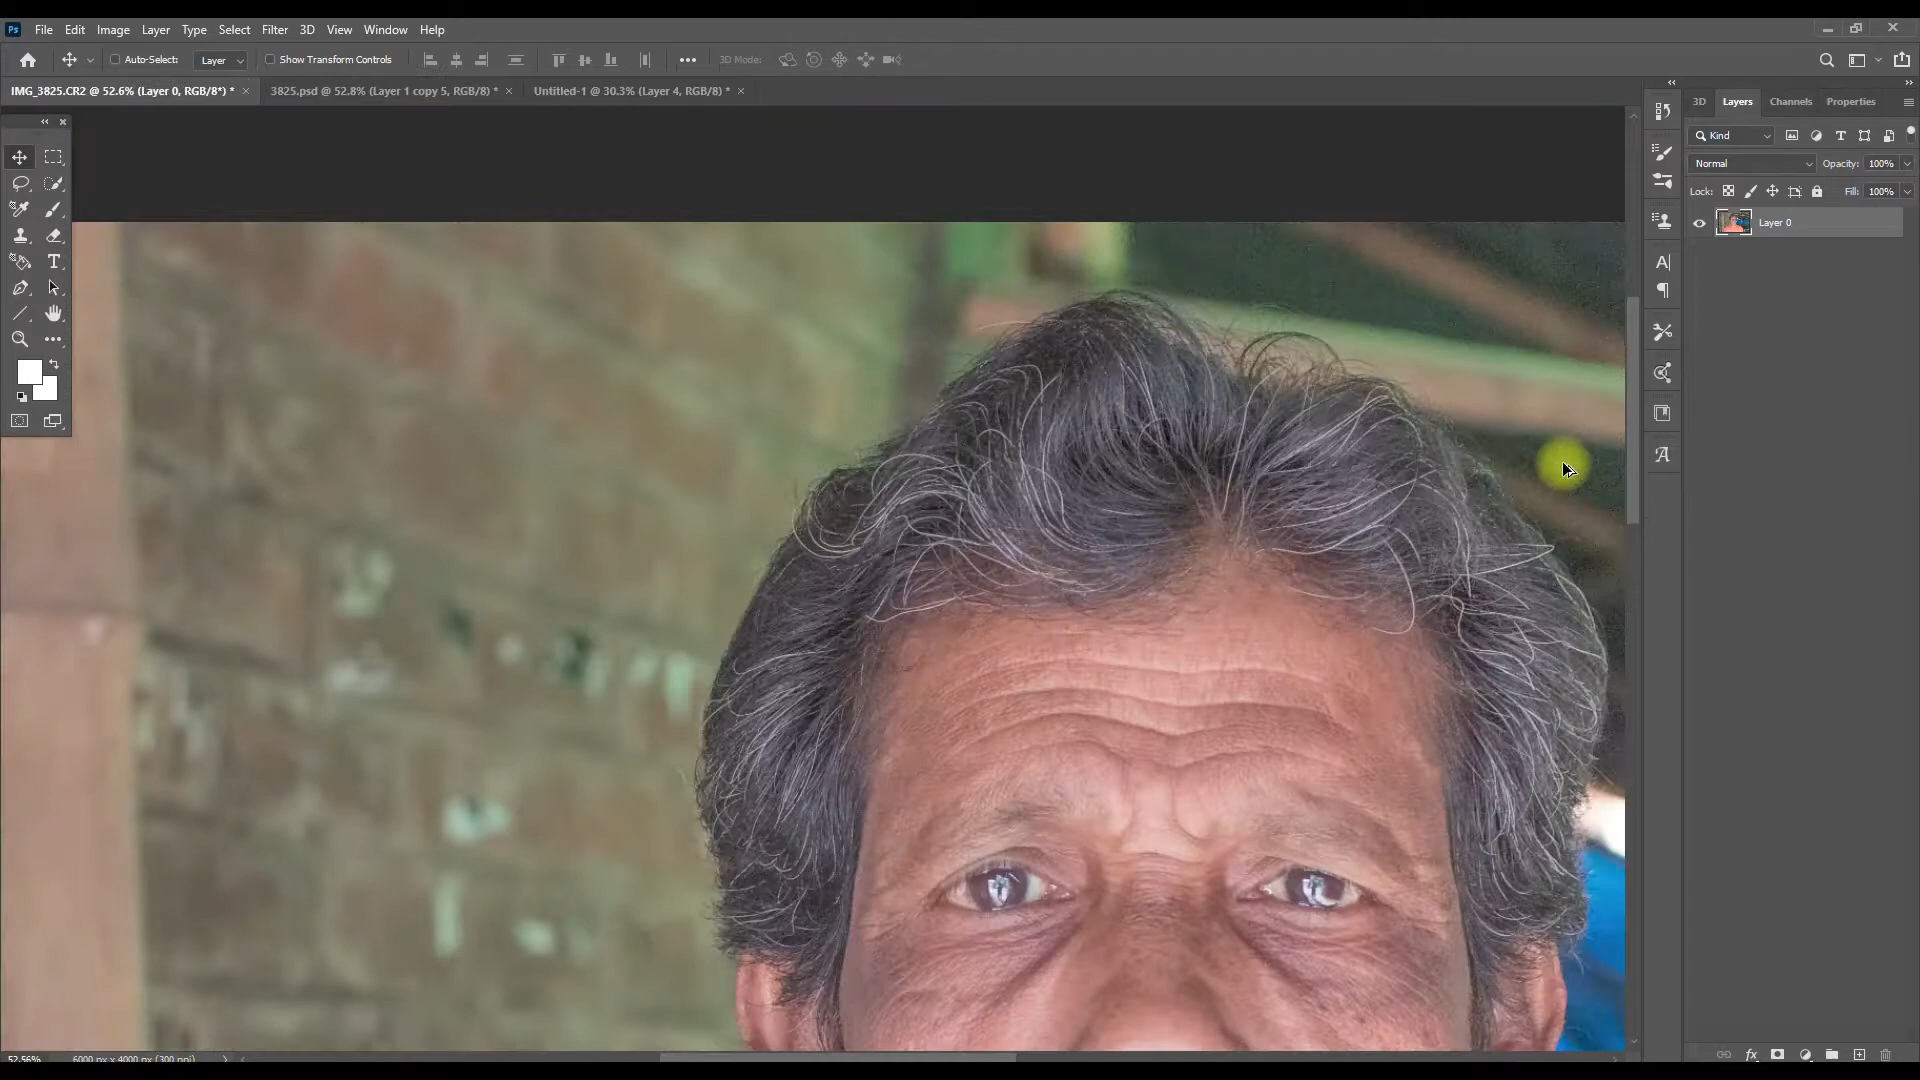 Ps File Edit Image Layer Type Select Filter 3D View Window Help
Auto-Select: Layer Show Transform Controls 3D Mode:
IMG_3825.CR2 @ 52.6% (Layer 0, RGB/8*) * 3825.psd @ 52.8% (Layer 1 copy 5, RGB/8) * Untitled-1 @ 30.3% (Layer 4, RGB/8) *
3D Layers Channels Properties
Kind
Normal Opacity: 100%
Lock: Fill: 100%
Layer 0
52.56% 6000 px x 4000 px (300 ppi)